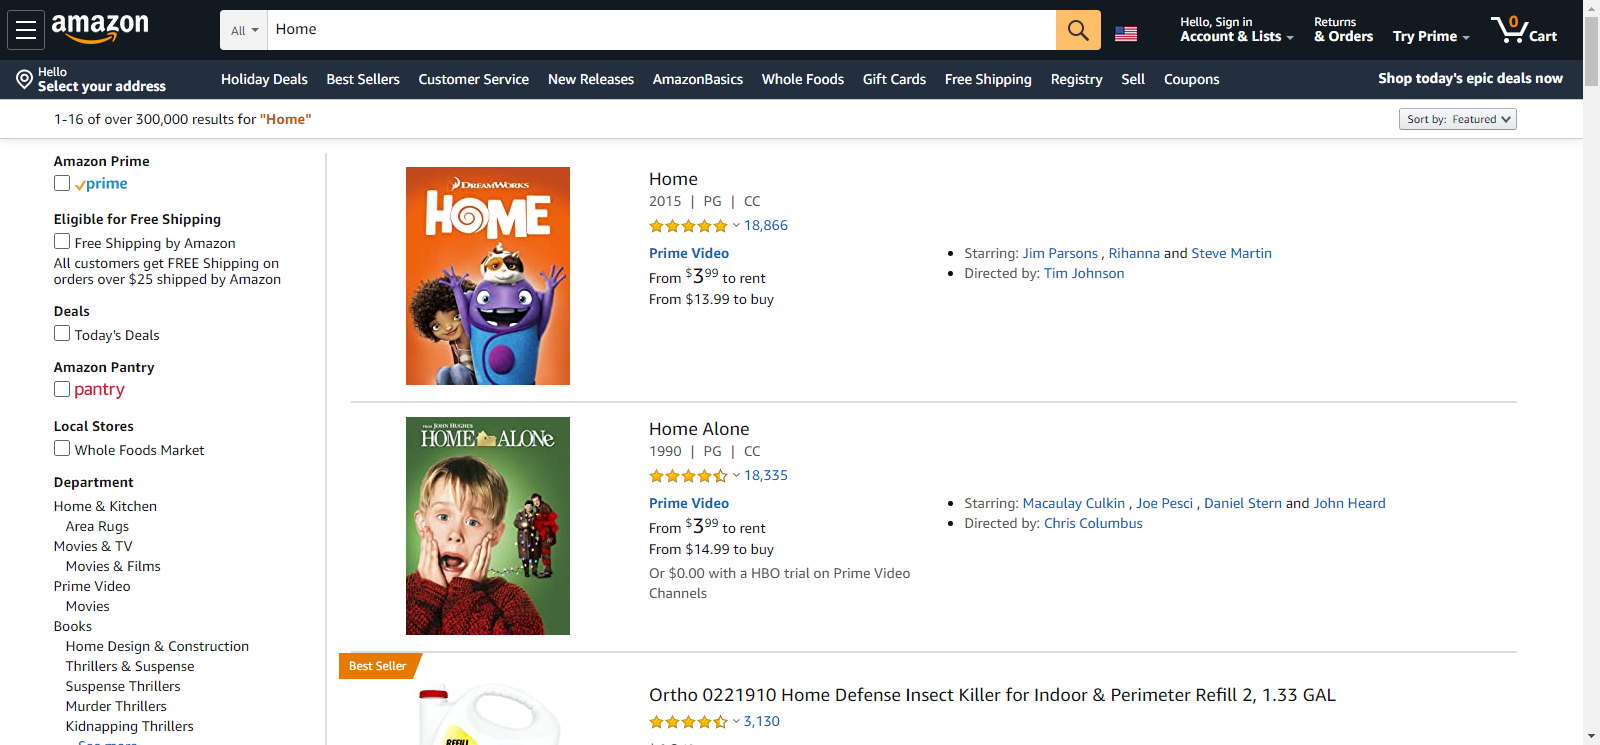 amazon
All
Home
Hello, Sign in
Account & Lists
Returns
& Orders
Try Prime
0
Cart
Hello
Select your address
Holiday Deals
Best Sellers
Customer Service
New Releases
AmazonBasics
Whole Foods
Gift Cards
Free Shipping
Registry
Sell
Coupons
Shop today's epic deals now
1-16 of over 300,000 results for "Home"
Sort by: Featured
Amazon Prime
prime
Eligible for Free Shipping
Free Shipping by Amazon
All customers get FREE Shipping on
orders over $25 shipped by Amazon
Deals
Today's Deals
Amazon Pantry
pantry
Local Stores
Whole Foods Market
Department
Home & Kitchen
Area Rugs
Movies & TV
Movies & Films
Prime Video
Movies
Books
Home Design & Construction
Thrillers & Suspense
Suspense Thrillers
Murder Thrillers
Kidnapping Thrillers
See more
DREAMWORKS
HOME
Home
2015 | PG | CC
18,866
Prime Video
From $3.99 to rent
From $13.99 to buy
Starring: Jim Parsons , Rihanna and Steve Martin
Directed by: Tim Johnson
FROM JOHN HUGHES
HOME ALONe
Home Alone
1990 | PG | CC
18,335
Prime Video
From $3.99 to rent
From $14.99 to buy
Or $0.00 with a HBO trial on Prime Video
Channels
Starring: Macaulay Culkin , Joe Pesci , Daniel Stern and John Heard
Directed by: Chris Columbus
Best Seller
REFILL
Ortho 0221910 Home Defense Insect Killer for Indoor & Perimeter Refill 2, 1.33 GAL
3,130